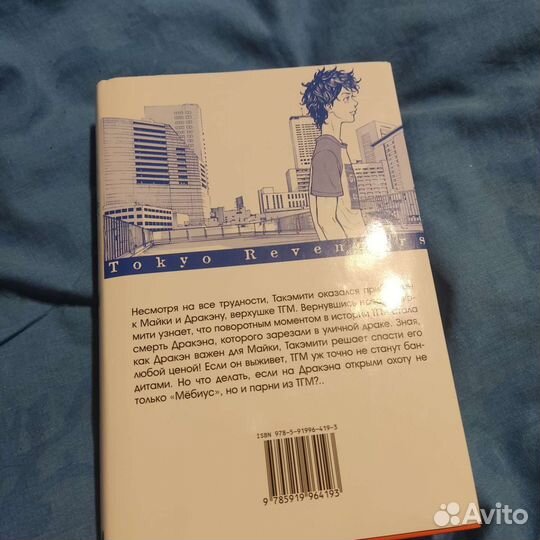 Tokyo Revengers
Несмотря на все трудности, Такэмити оказался
к Майки и Дракэну, верхушке ТГМ. Вернувшись
мити узнает, что поворотным моментом в истории ТГМ стала
смерть Дракэна, которого зарезали в уличной драке. Зная,
как Дракэн важен для Майки, Такэмити решает спасти его
любой ценой! Если он выживет, ТГМ уж точно не станут бан-
дитами. Но что делать, если на Дракэна открыли охоту не
только «Мёбиус», но и парни из ТГМ?..
ISBN 978-5-91996-419-3
9 785919 964193
Avito